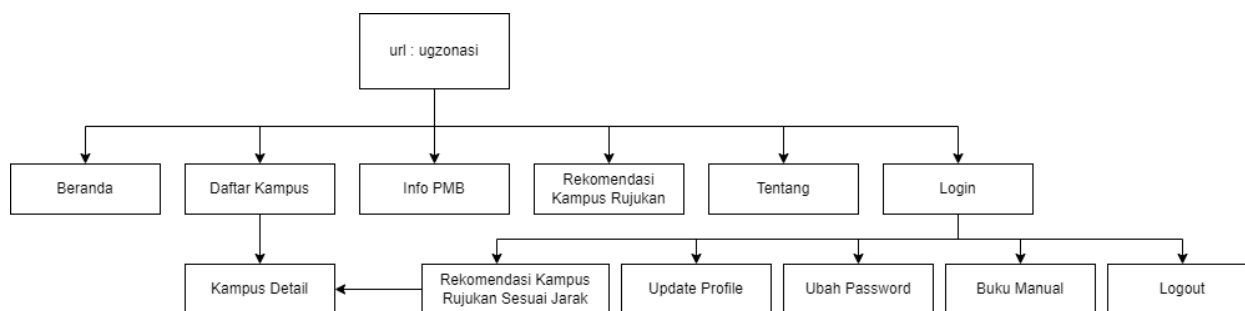 url : ugzonasi
Beranda
Daftar Kampus
Info PMB
Rekomendasi
Kampus Rujukan
Tentang
Login
Kampus Detail
Rekomendasi Kampus
Rujukan Sesuai Jarak
Update Profile
Ubah Password
Buku Manual
Logout